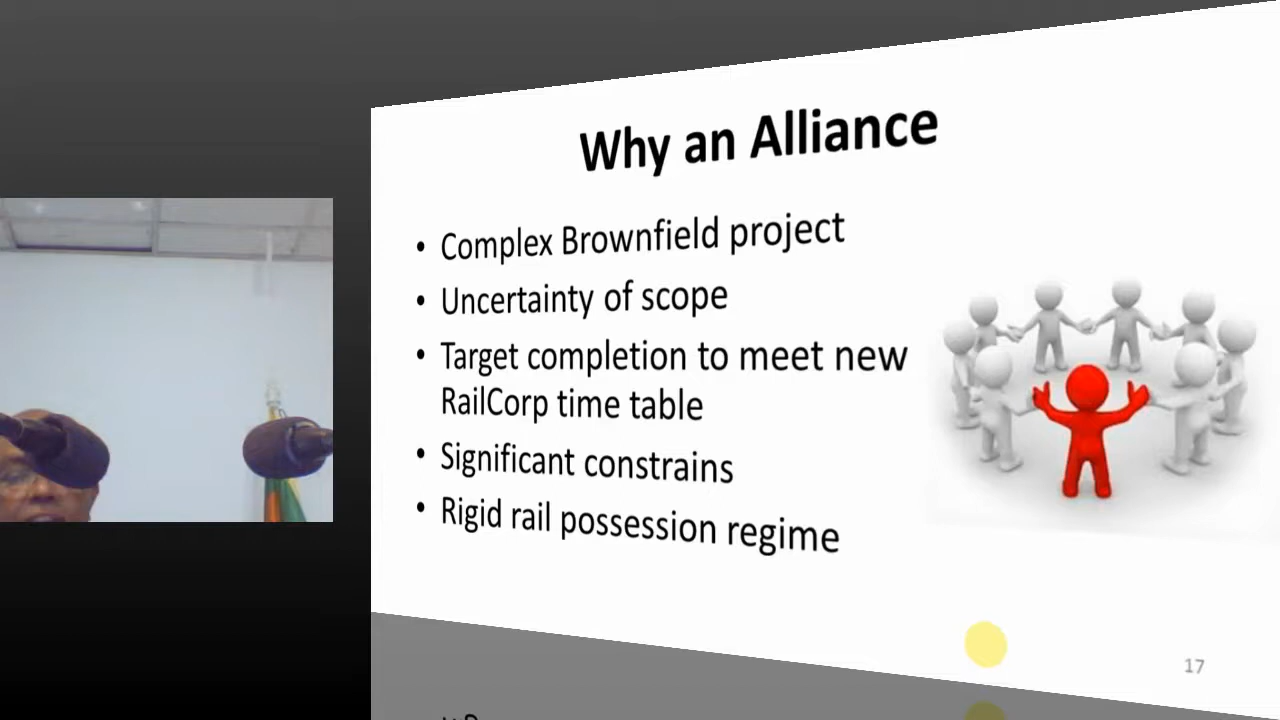 Why an Alliance
• Complex Brownfield project
• Uncertainty of scope
• Target completion to meet new
RailCorp time table
• Significant constrains
• Rigid rail possession regime
17